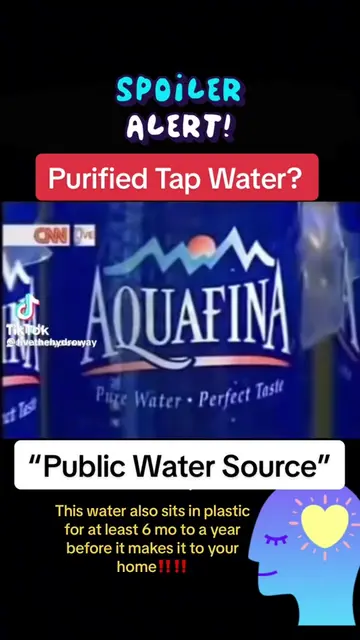 SPOiLER
ALERT!
Purified Tap Water?
CNN LIVE
AQUAFINA
Pure Water • Perfect Taste
TikTok
“Public Water Source”
This water also sits in plastic
for at least 6 mo to a year
before it makes it to your
home‼️‼️